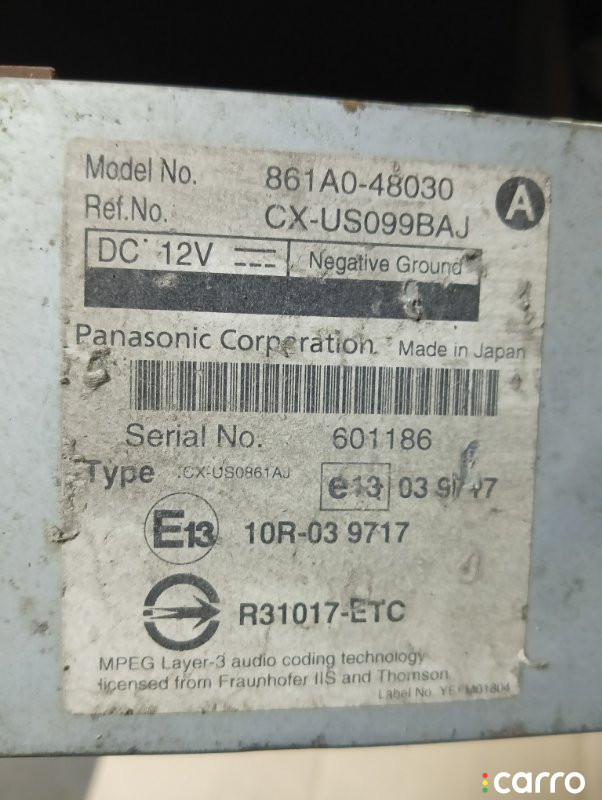 Model No. 861A0-48030
A
Ref.No. CX-US099BAJ
DC 12V Negative Ground
Panasonic Corporation Made in Japan
Serial No. 601186
Type CX-US0861AJ
e13 03
E13 10R-03 9717
R31017-ETC
MPEG Layer-3 audio coding technology
licensed from Fraunhofer IIS and Thomson
Label No.
carro